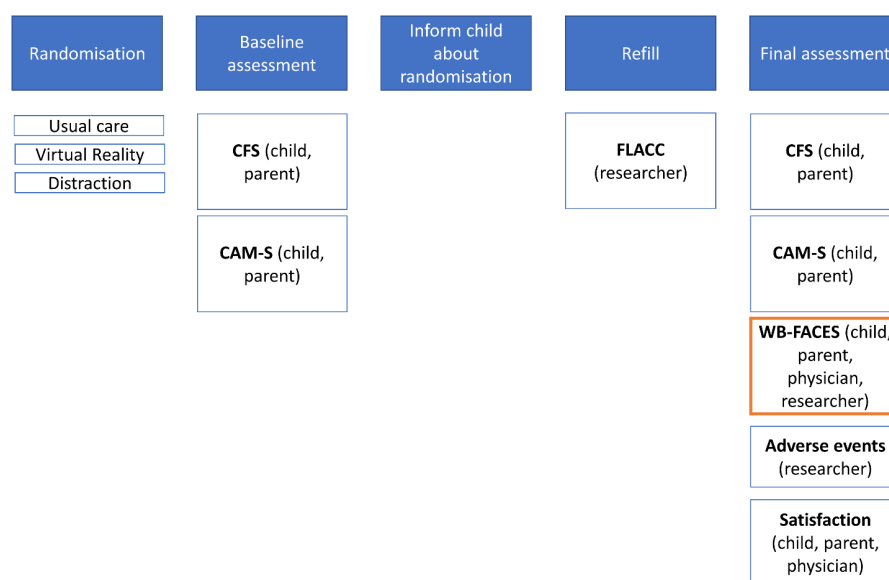 Randomisation
Baseline
assessment
Inform child
about
randomisation
Refill
Final assessment
Usual care
Virtual Reality
Distraction
CFS (child,
parent)
CAM-S (child,
parent)
FLACC
(researcher)
CFS (child,
parent)
CAM-S (child,
parent)
WB-FACES (child,
parent,
physician,
researcher)
Adverse events
(researcher)
Satisfaction
(child, parent,
physician)